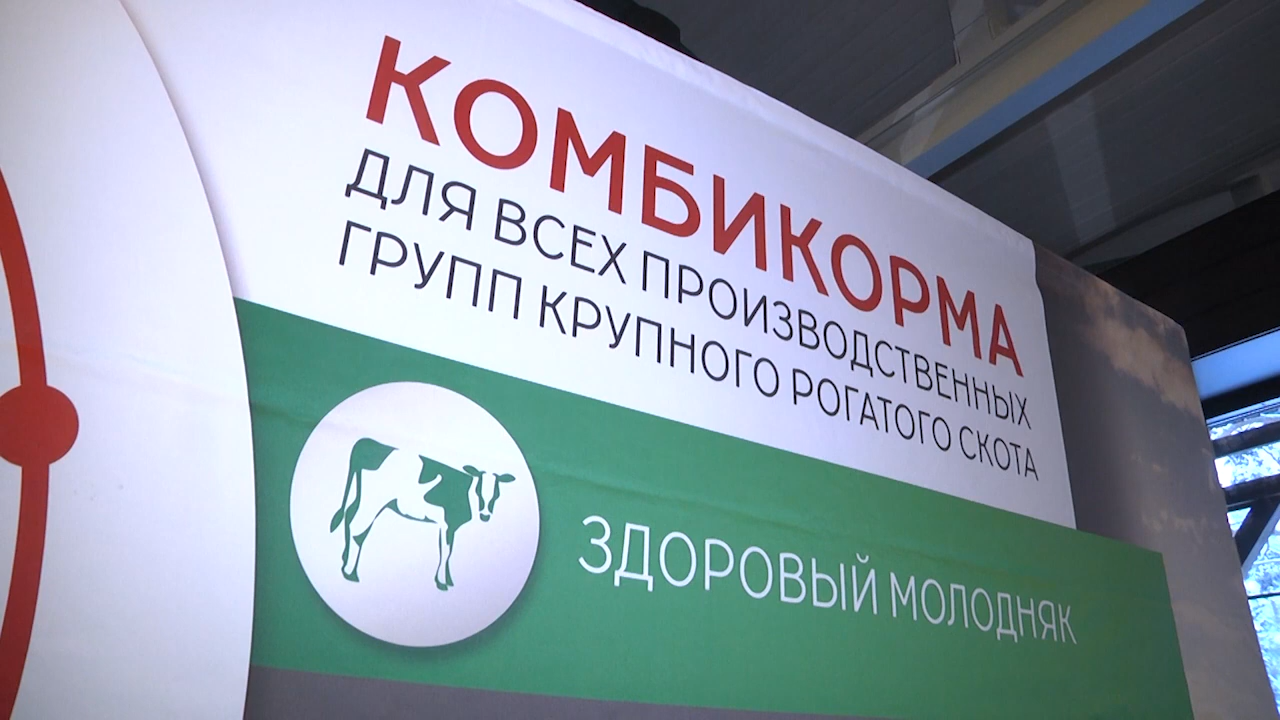 КОМБИКОРМА
ДЛЯ ВСЕХ ПРОИЗВОДСТВЕННЫХ
ГРУПП КРУПНОГО РОГАТОГО СКОТА
ЗДОРОВЫЙ МОЛОДНЯК